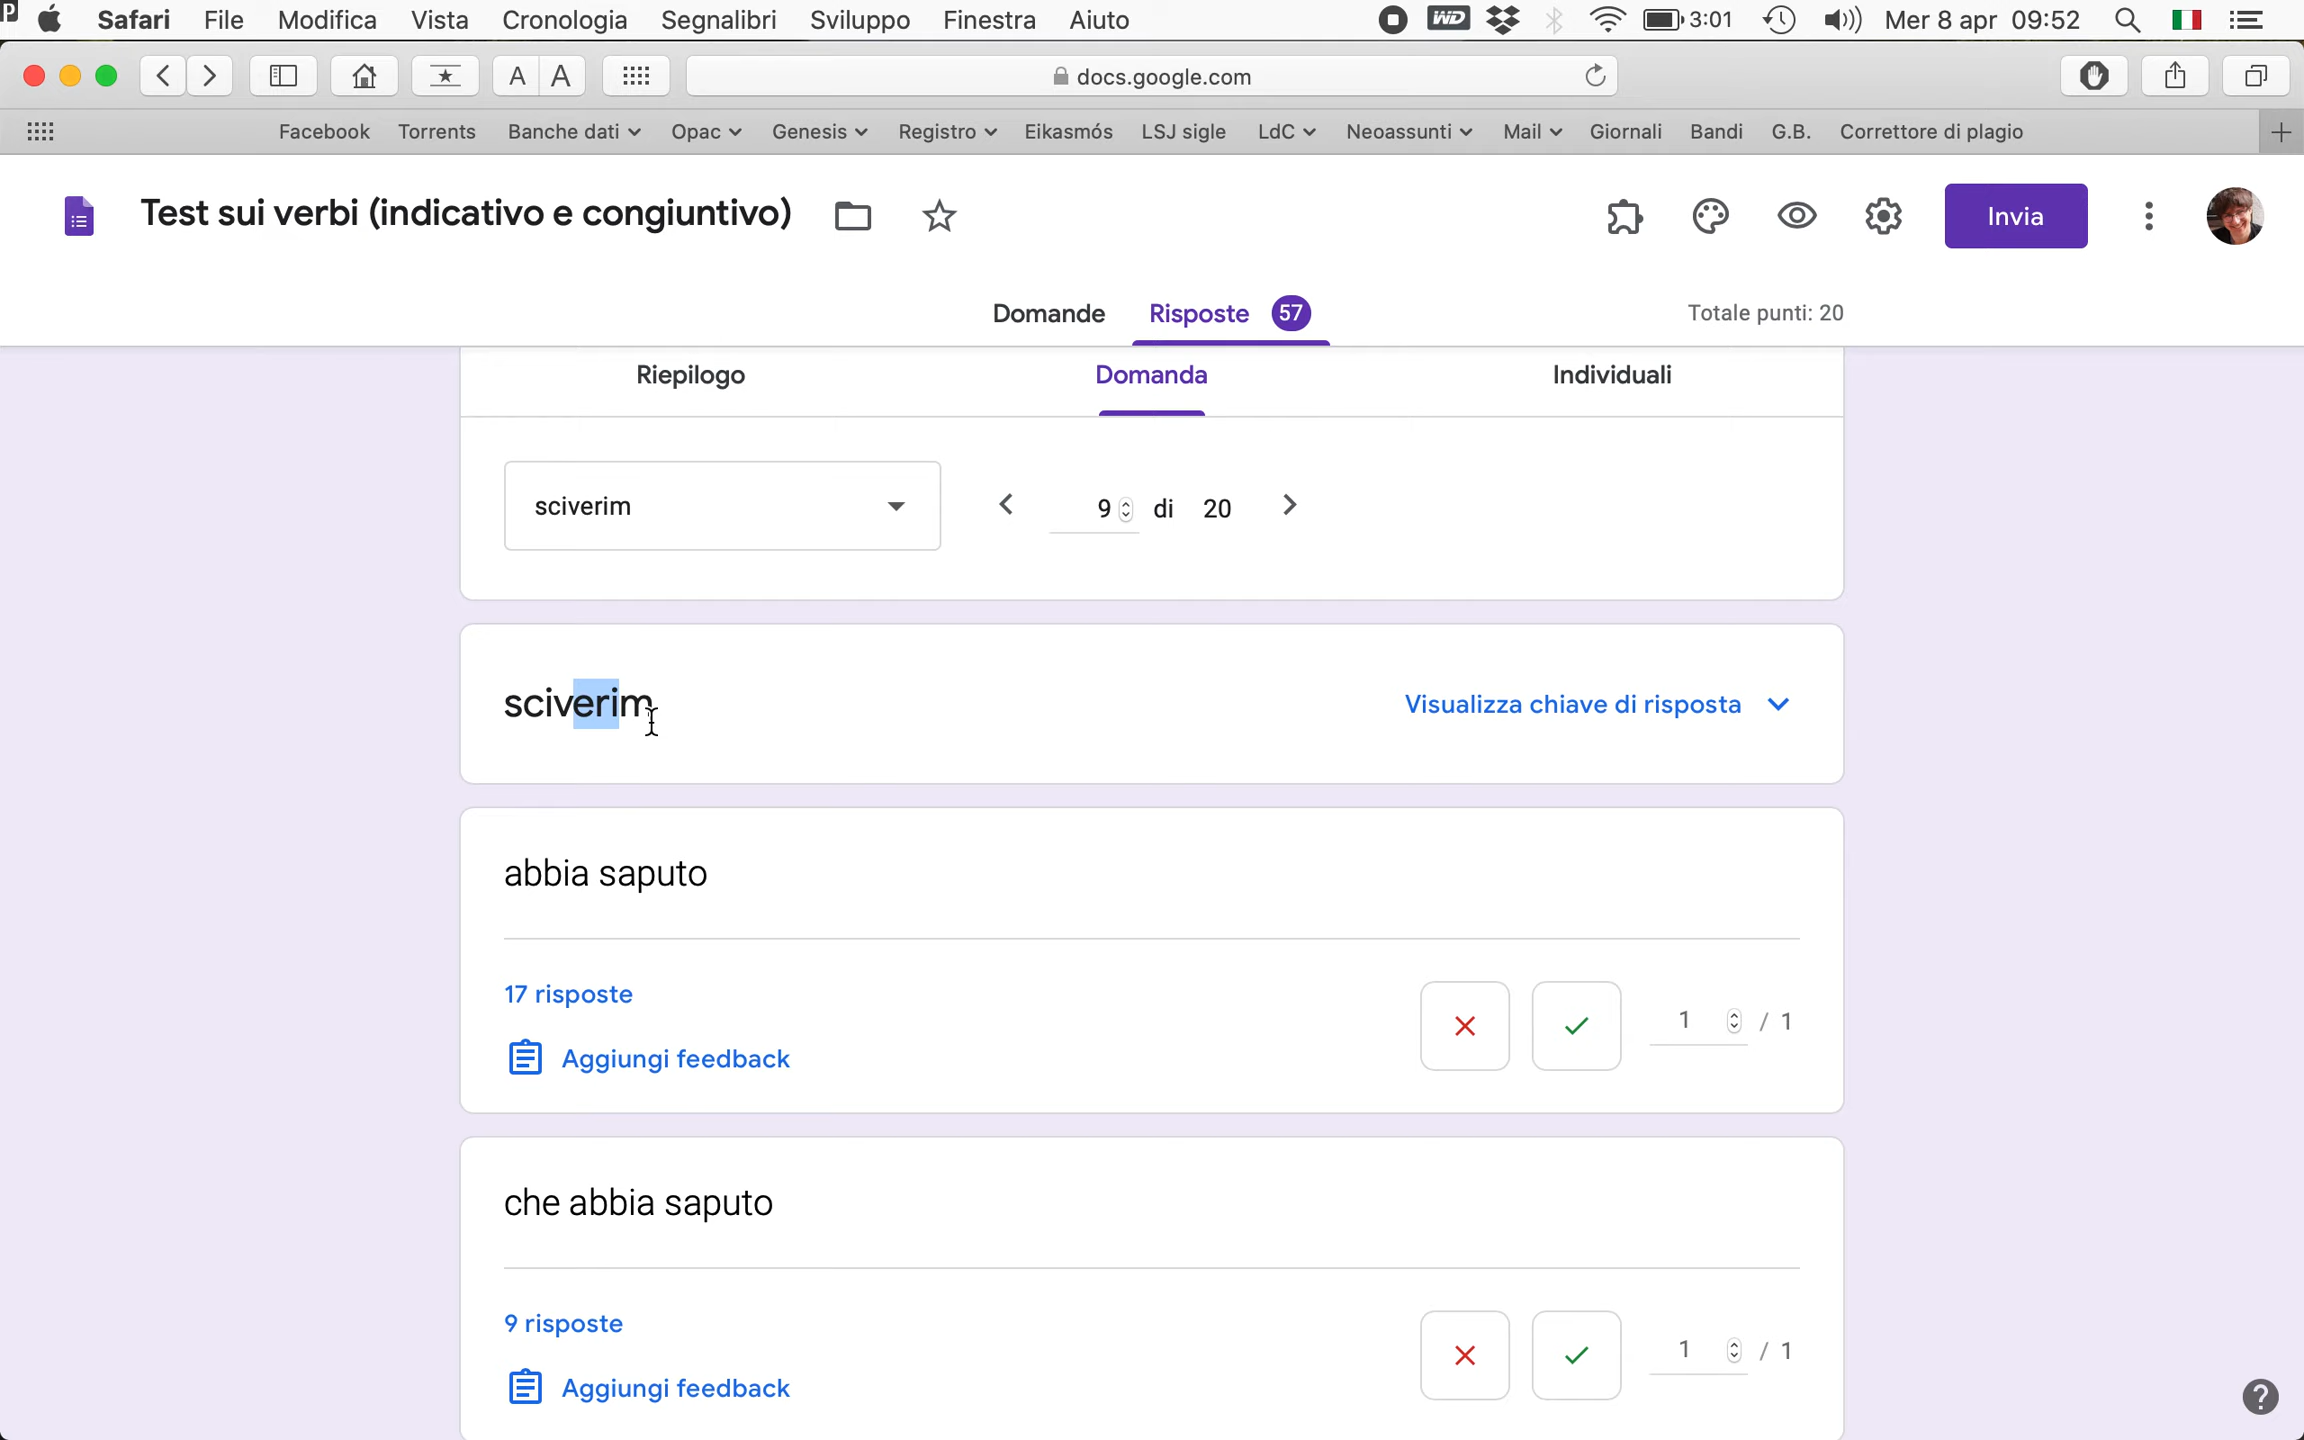 P Safari File Modifica Vista Cronologia Segnalibri Sviluppo Finestra Aiuto WD 3:01 Mer 8 apr 09:52
A A docs.google.com
Facebook Torrents Banche dati Opac Genesis Registro Eikasmós LSJ sigle LdC Neoassunti Mail Giornali Bandi G.B. Correttore di plagio
Test sui verbi (indicativo e congiuntivo) Invia
Domande Risposte 57 Totale punti: 20
Riepilogo Domanda Individuali
sciverim 9 di 20
sciverim Visualizza chiave di risposta
abbia saputo
17 risposte
1 / 1
Aggiungi feedback
che abbia saputo
9 risposte
1 / 1
Aggiungi feedback